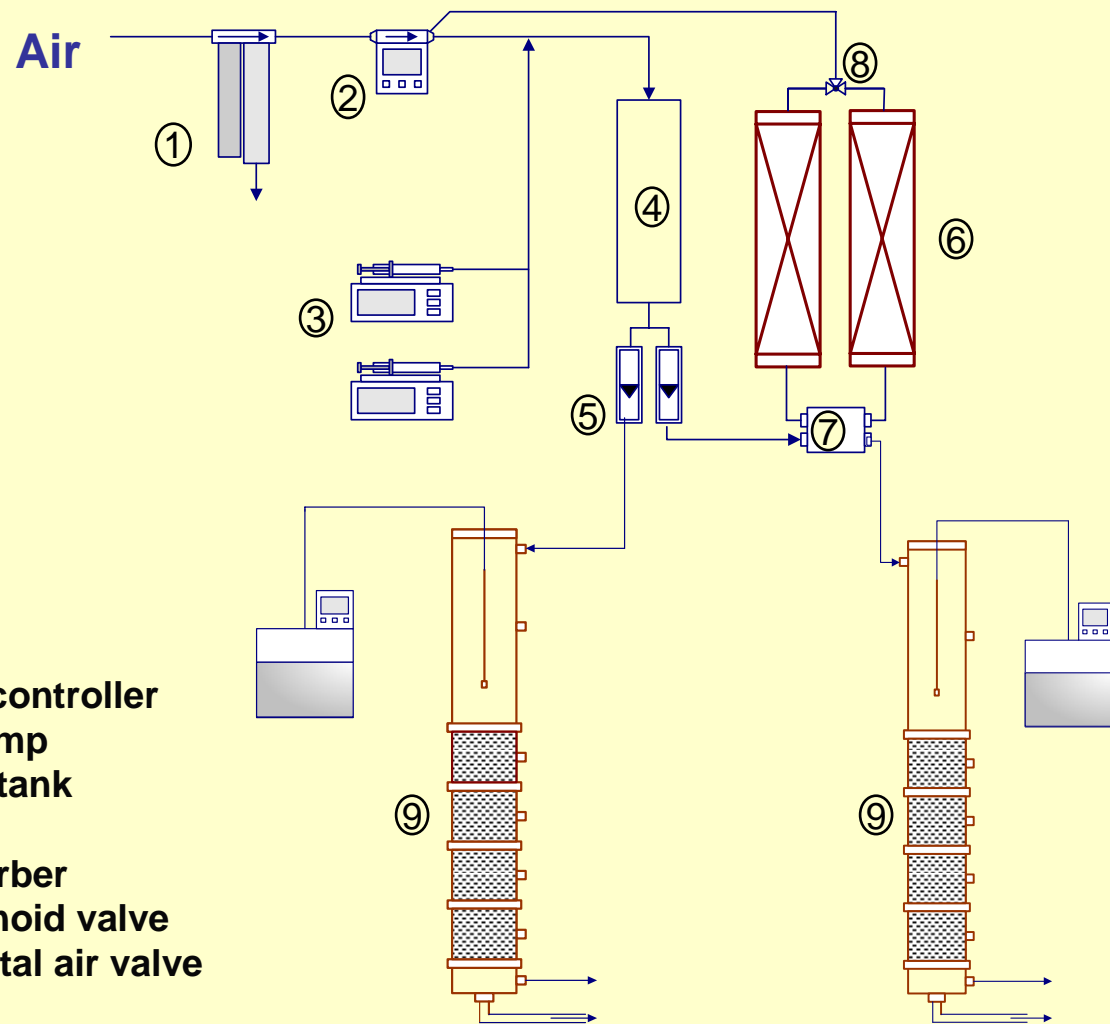 Air
⑧
②
①
④
⑥
③
⑤
⑦
controller
mp
tank
⑨
⑨
rber
noid valve
tal air valve